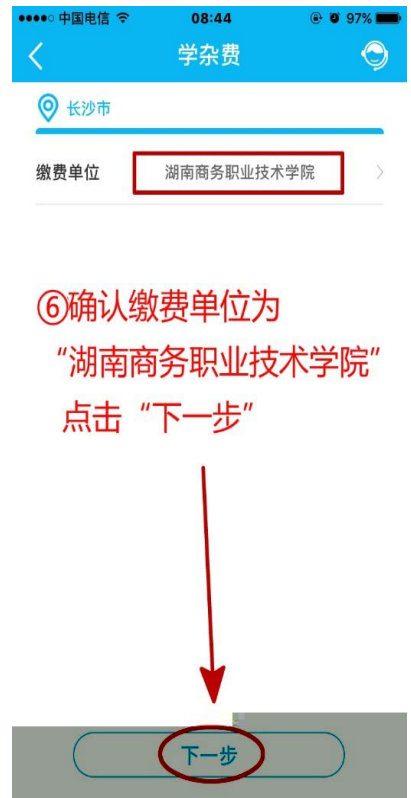 中国电信 08:44 97%
学杂费
长沙市
缴费单位 湖南商务职业技术学院
⑥确认缴费单位为
“湖南商务职业技术学院”
点击“下一步”
下一步